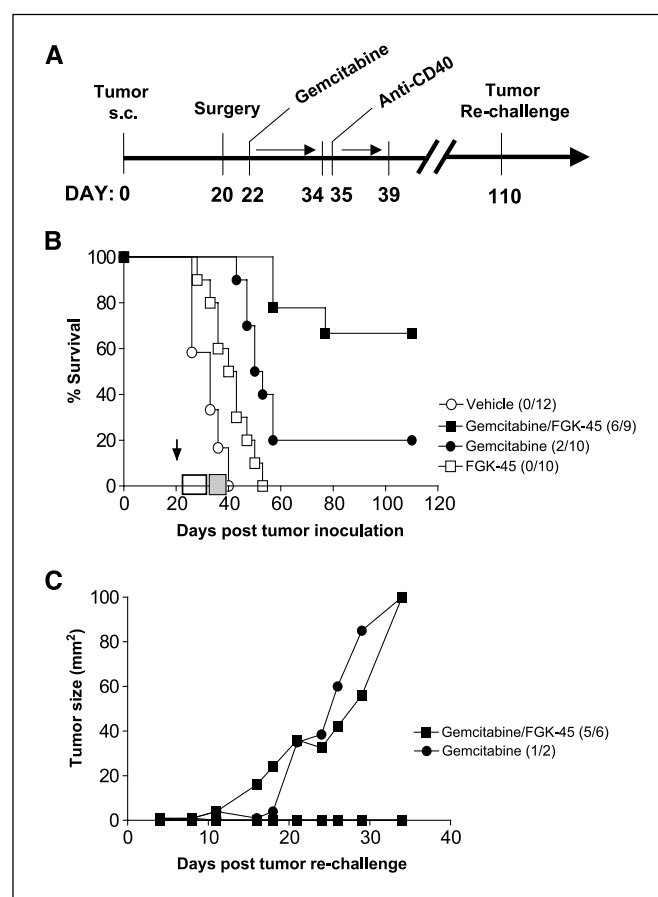 A
Tumor
s.c.
Surgery
Gemcitabine
Anti-CD40
Tumor
Re-challenge
DAY: 0
20 22
34 35
39
110
B
100
80
60
40
20
0
% Survival
0 20 40 60 80 100 120
Days post tumor inoculation
Vehicle (0/12)
Gemcitabine/FGK-45 (6/9)
Gemcitabine (2/10)
FGK-45 (0/10)
C
100
80
60
40
20
0
Tumor size (mm²)
0 10 20 30 40
Days post tumor re-challenge
Gemcitabine/FGK-45 (5/6)
Gemcitabine (1/2)